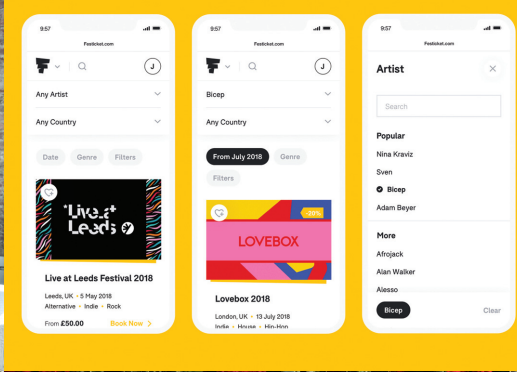 9:57
Festicket.com
J
Any Artist
Any Country
Date Genre Filters
*Live at
Leeds
Live at Leeds Festival 2018
Leeds, UK • 5 May 2018
Alternative • Indie • Rock
From £50.00 Book Now >
9:57
Festicket.com
J
Bicep
Any Country
From July 2018 Genre
Filters
-20%
LOVEBOX
Lovebox 2018
London, UK • 13 July 2018
Indie • House • Hip-Hop
9:57
Festicket.com
Artist
Search
Popular
Nina Kraviz
Sven
Bicep
Adam Beyer
More
Afrojack
Alan Walker
Alesso
Bicep Clear